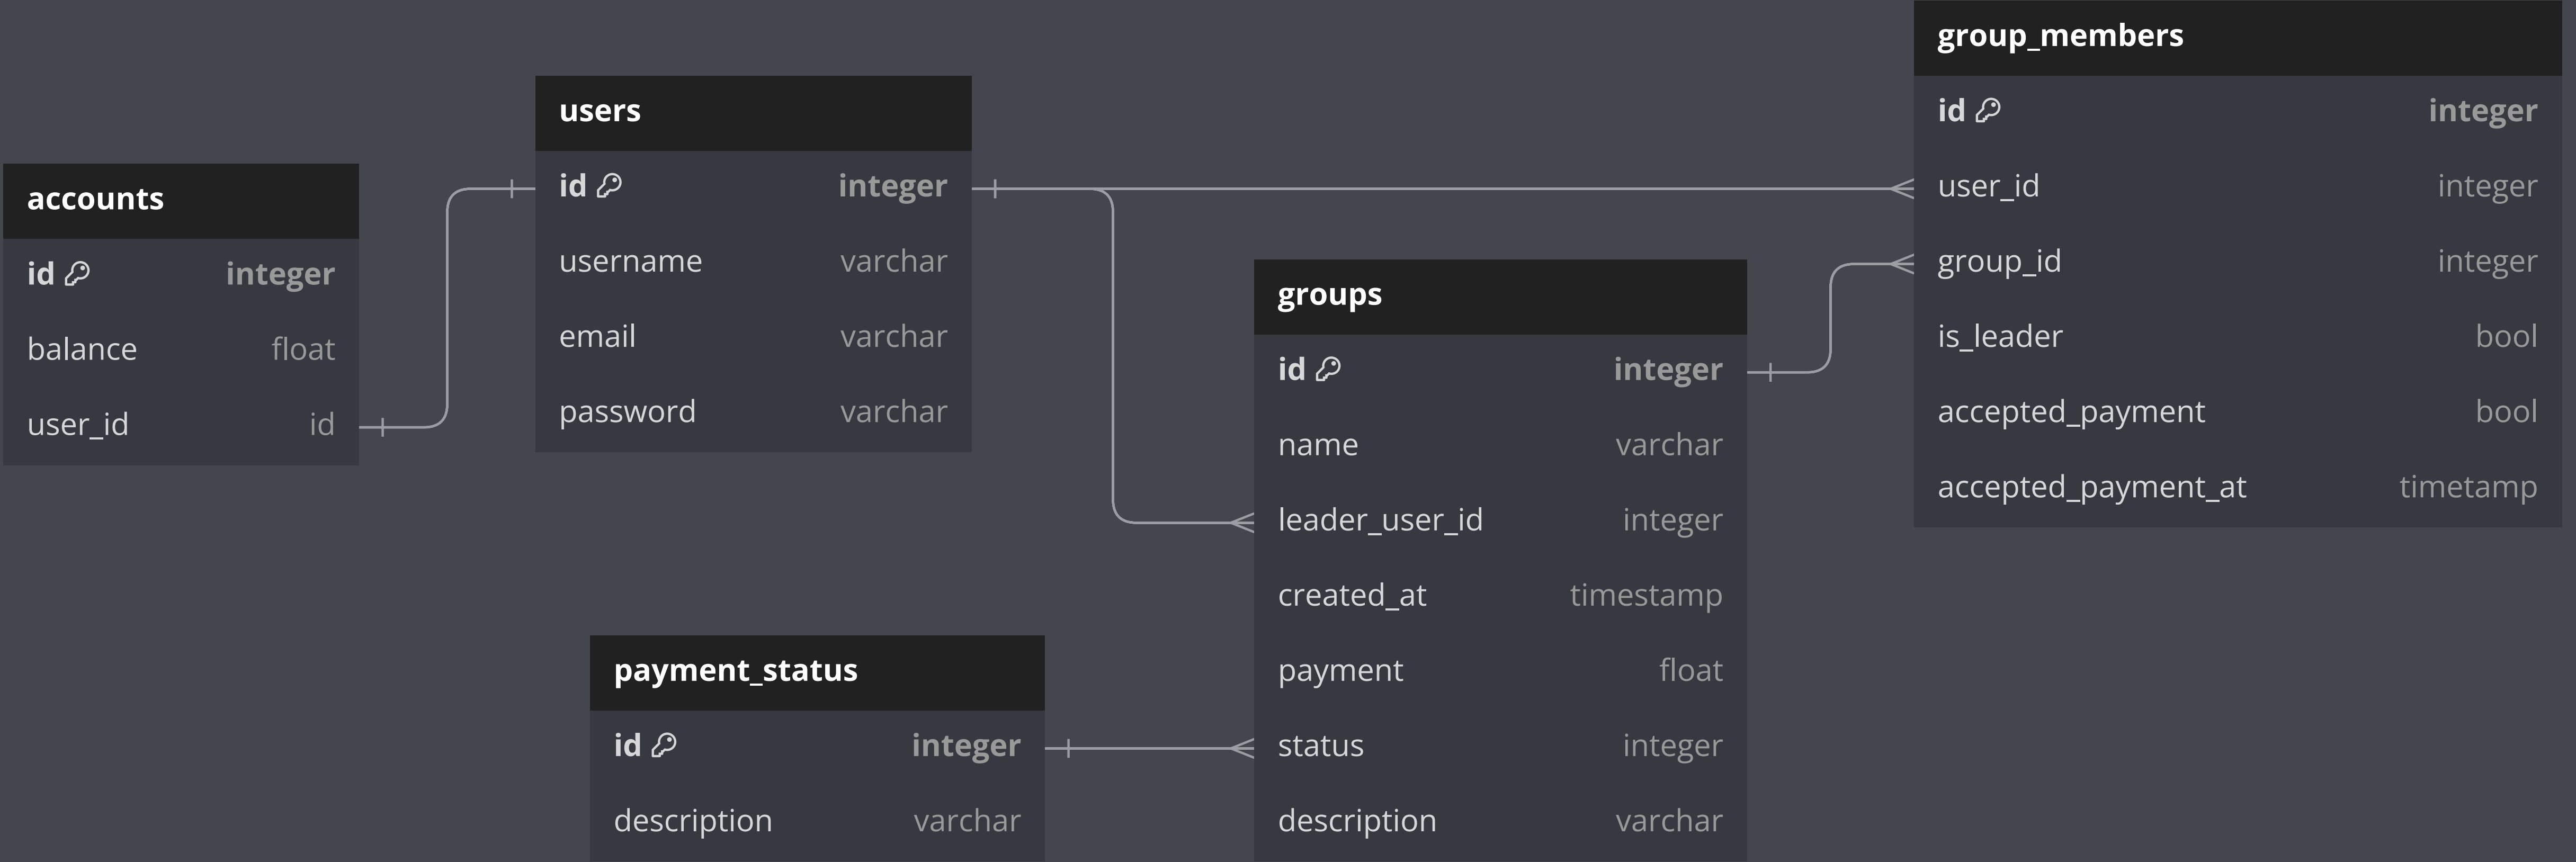 accounts
id integer
balance float
user_id id
users
id integer
username varchar
email varchar
password varchar
payment_status
id integer
description varchar
groups
id integer
name varchar
leader_user_id integer
created_at timestamp
payment float
status integer
description varchar
group_members
id integer
user_id integer
group_id integer
is_leader bool
accepted_payment bool
accepted_payment_at timetamp